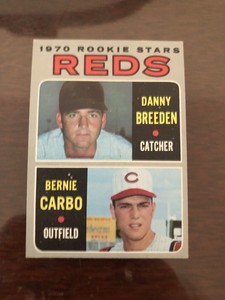 1970 ROOKIE STARS
REDS
DANNY
BREEDEN
CATCHER
BERNIE
CARBO
OUTFIELD
C